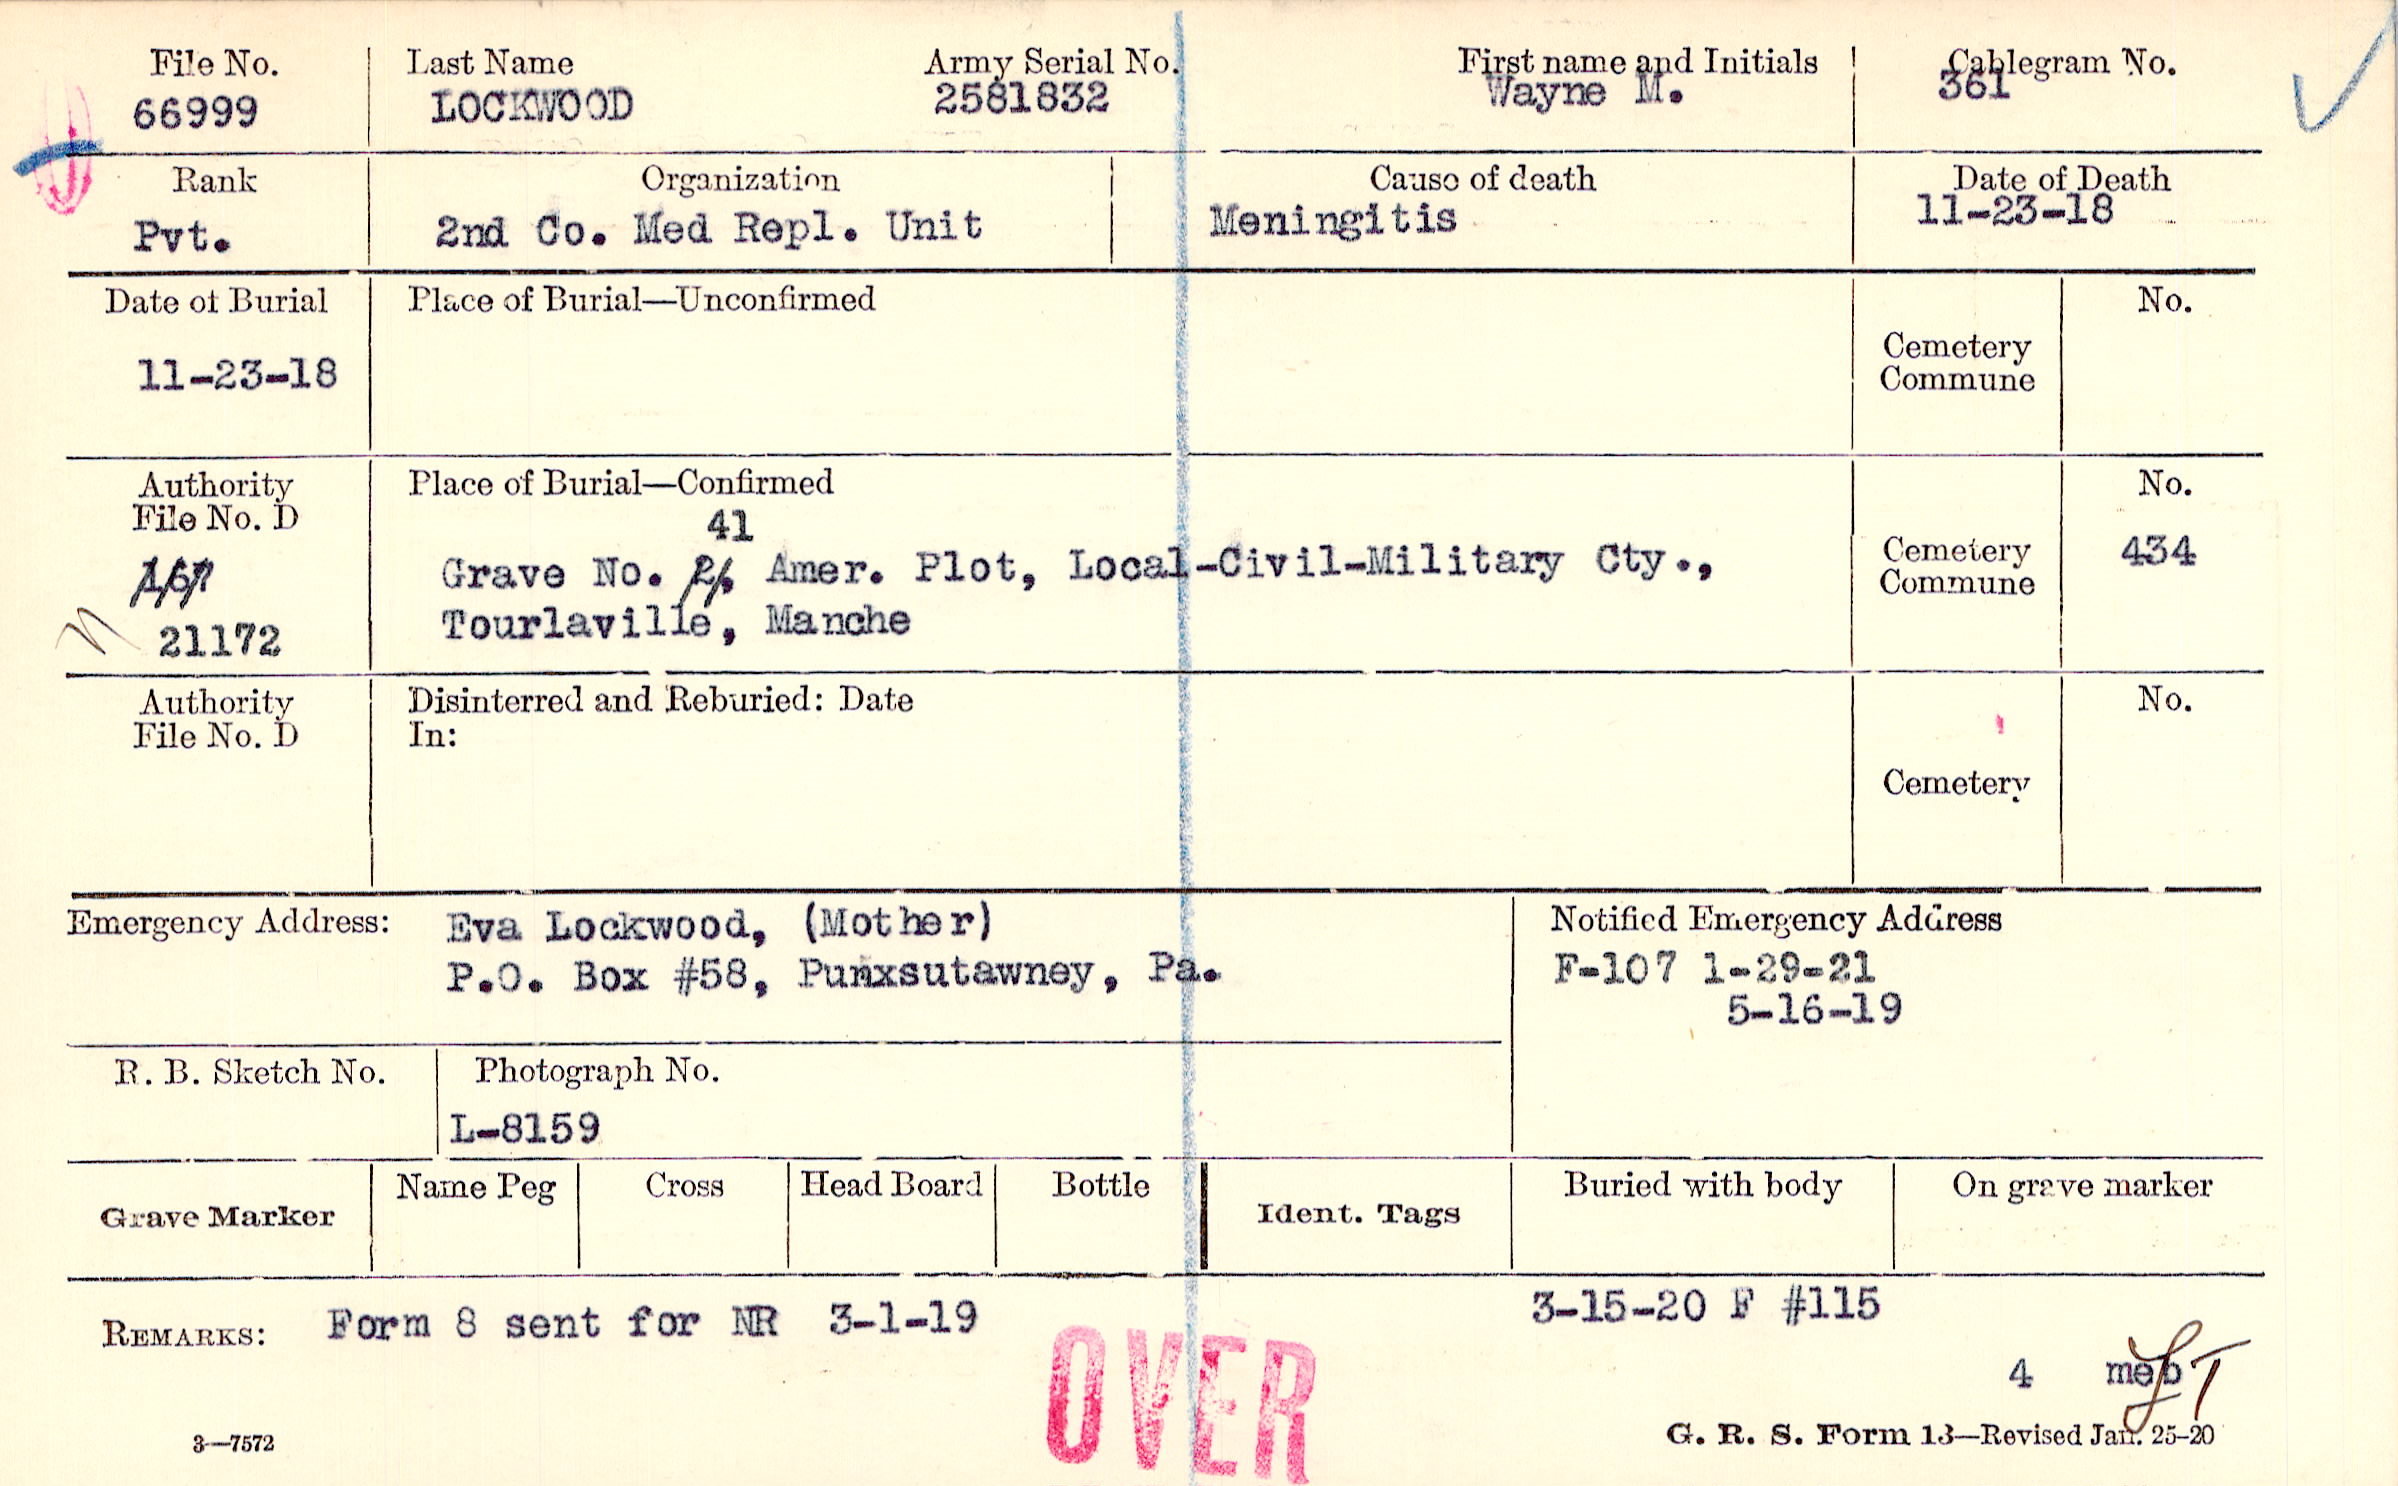 File No. Last Name Army Serial No. First name and Initials Cablegram No.
66999 LOCKWOOD 2581832 Wayne M. 361
Rank Organization Cause of death Date of Death
Pvt. 2nd Co. Med Repl. Unit Meningitis 11-23-18
Date of Burial Place of Burial—Unconfirmed No.
11-23-18
Cemetery
Commune
Authority Place of Burial—Confirmed No.
File No. D
41
Grave No. Amer. Plot, Local-Civil-Military Cty., Cemetery 434
Commune
21172 Tourlaville, Manche
Authority Disinterred and Reburied: Date No.
File No. D In:
Cemetery
Emergency Address: Eva Lockwood, (Mother) Notified Emergency Address
P.O. Box #58, Punxsutawney, Pa. F-107 1-29-21
5-16-19
R. B. Sketch No. Photograph No.
L-8159
Grave Marker Name Peg Cross Head Board Bottle Ident. Tags Buried with body On grave marker
REMARKS: Form 8 sent for NR 3-1-19 3-15-20 F #115
OVER
4 meb
3—7572 G. R. S. Form 13—Revised Jan. 25-20